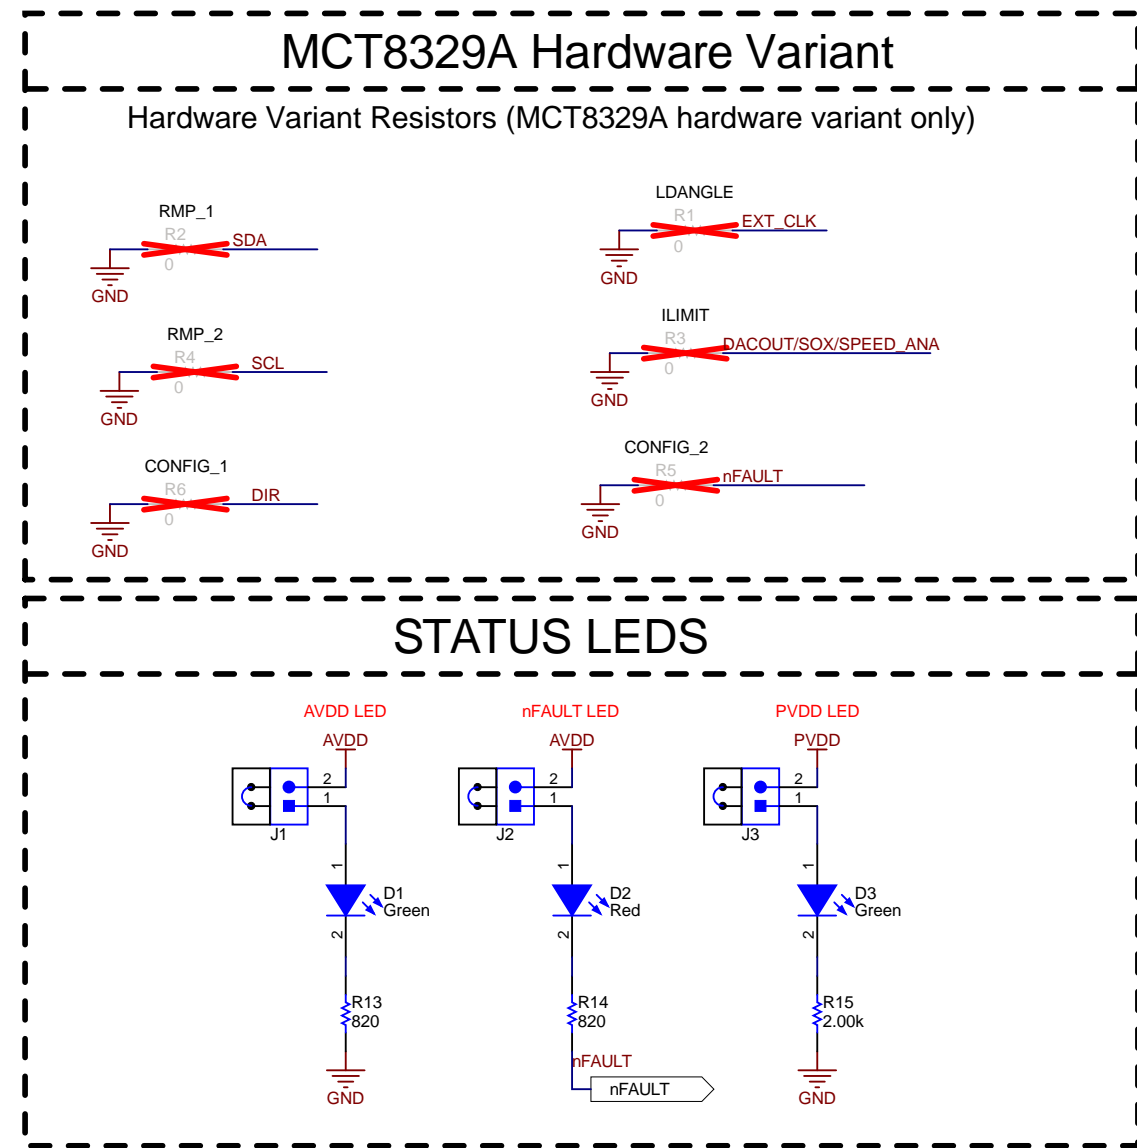 MCT8329A Hardware Variant
Hardware Variant Resistors (MCT8329A hardware variant only)
RMP_1
R2
SDA
0
GND
LDANGLE
R1
EXT_CLK
0
GND
RMP_2
R4
SCL
0
GND
ILIMIT
R3
DACOUT/SOX/SPEED_ANA
0
GND
CONFIG_1
R6
DIR
0
GND
CONFIG_2
R5
nFAULT
0
GND
STATUS LEDS
AVDD LED
AVDD
2
1
J1
1
D1
Green
2
R13
820
GND
nFAULT LED
AVDD
2
1
J2
1
D2
Red
2
R14
820
nFAULT
nFAULT
PVDD LED
PVDD
2
1
J3
1
D3
Green
2
R15
2.00k
GND